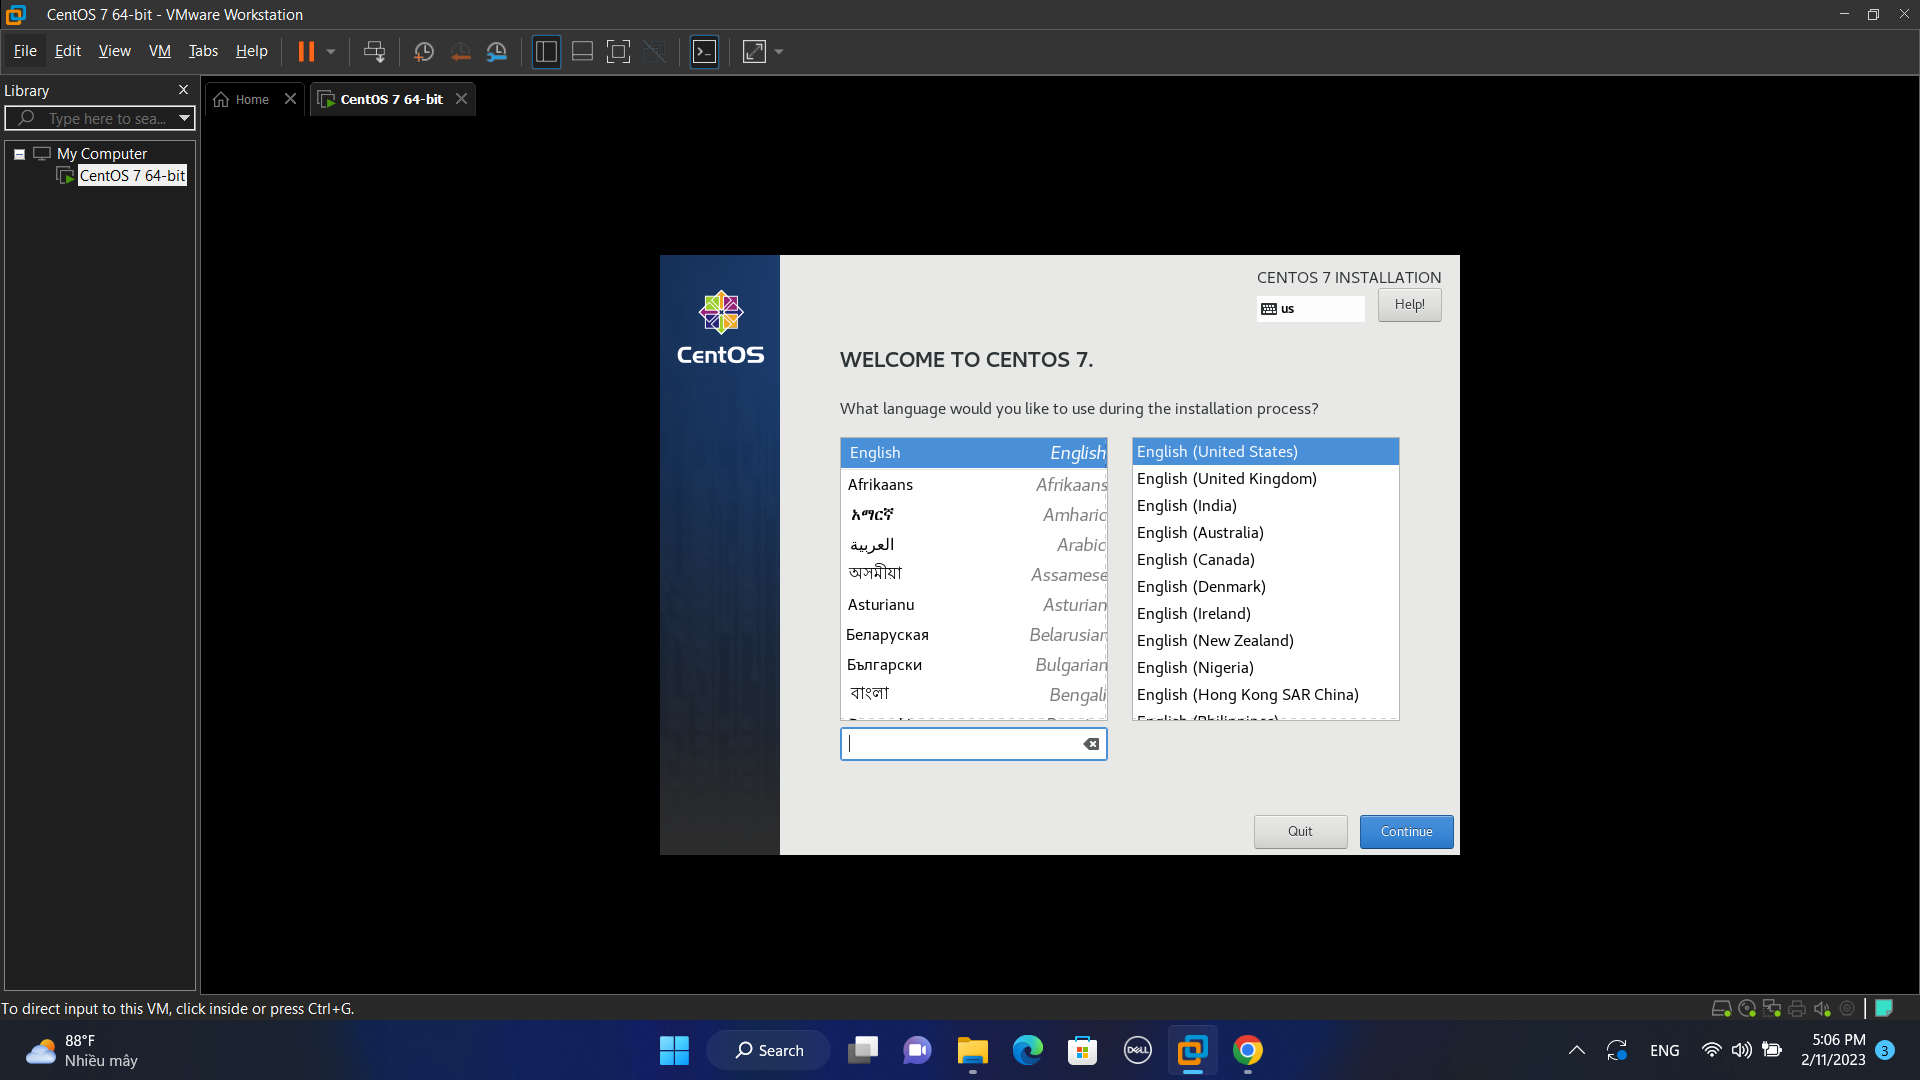 CentOS 7 64-bit - VMware Workstation
File Edit View VM Tabs Help
Library
Home
CentOS 7 64-bit
Type here to sea...
My Computer
CentOS 7 64-bit
CentOS
CENTOS 7 INSTALLATION
us
Help!
WELCOME TO CENTOS 7.
What language would you like to use during the installation process?
English English
Afrikaans Afrikaans
አማርኛ Amharic
العربية Arabic
অসমীয়া Assamese
Asturianu Asturian
Беларуская Belarusian
Български Bulgarian
বাংলা Bengali
English (United States)
English (United Kingdom)
English (India)
English (Australia)
English (Canada)
English (Denmark)
English (Ireland)
English (New Zealand)
English (Nigeria)
English (Hong Kong SAR China)
English (Philippines)
Quit
Continue
To direct input to this VM, click inside or press Ctrl+G.
88°F
Nhiều mây
Search
DELL
ENG
5:06 PM
2/11/2023
3